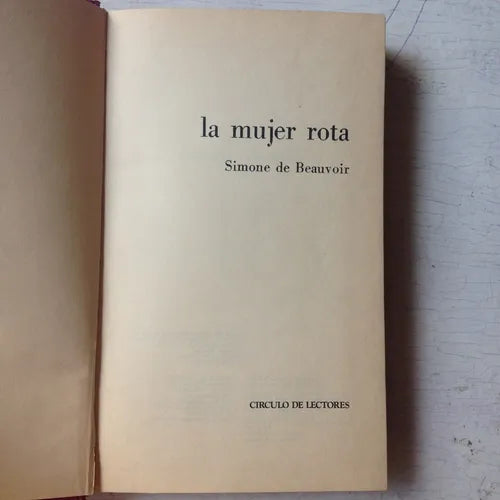 la mujer rota
Simone de Beauvoir
CIRCULO DE LECTORES